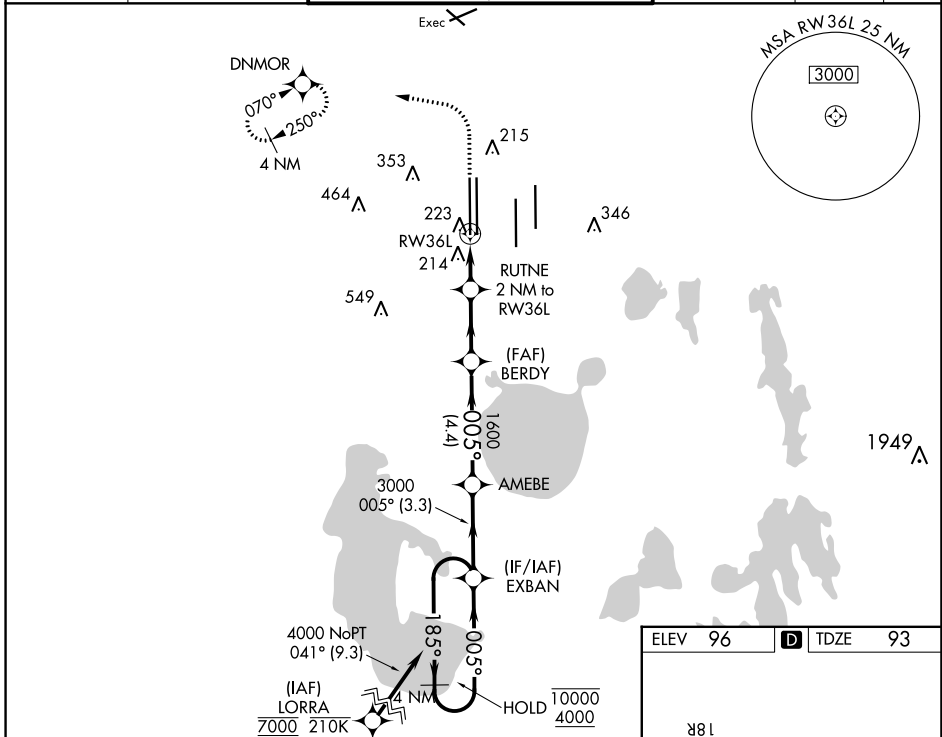 Exec
MSA RW36L 25 NM
3000
DNMOR
070°
250°
4 NM
215
353
464
223
346
RW36L
214
RUTNE
2 NM to
RW36L
549
(FAF)
BERDY
1600
005°
(4.4)
1949
AMEBE
3000
005° (3.3)
(IF/IAF)
EXBAN
185°
005°
4000 NoPT
041° (9.3)
(IAF)
LORRA
7000 210K
4 NM
HOLD
10000
4000
ELEV 96 D TDZE 93
18R